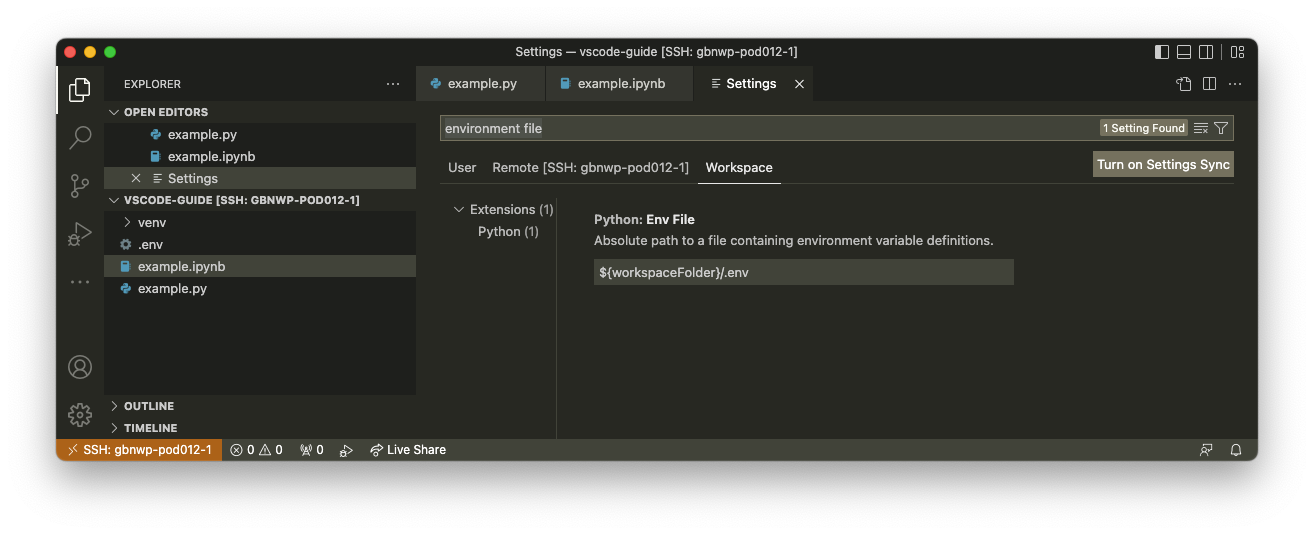 Settings — vscode-guide [SSH: gbnwp-pod012-1]
EXPLORER
OPEN EDITORS
example.py
example.ipynb
Settings
VSCODE-GUIDE [SSH: GBNWP-POD012-1]
venv
.env
example.ipynb
example.py
OUTLINE
TIMELINE
example.py example.ipynb Settings
environment file 1 Setting Found
User Remote [SSH: gbnwp-pod012-1] Workspace Turn on Settings Sync
Extensions (1)
Python (1)
Python: Env File
Absolute path to a file containing environment variable definitions.
${workspaceFolder}/.env
SSH: gbnwp-pod012-1 0 0 0 Live Share